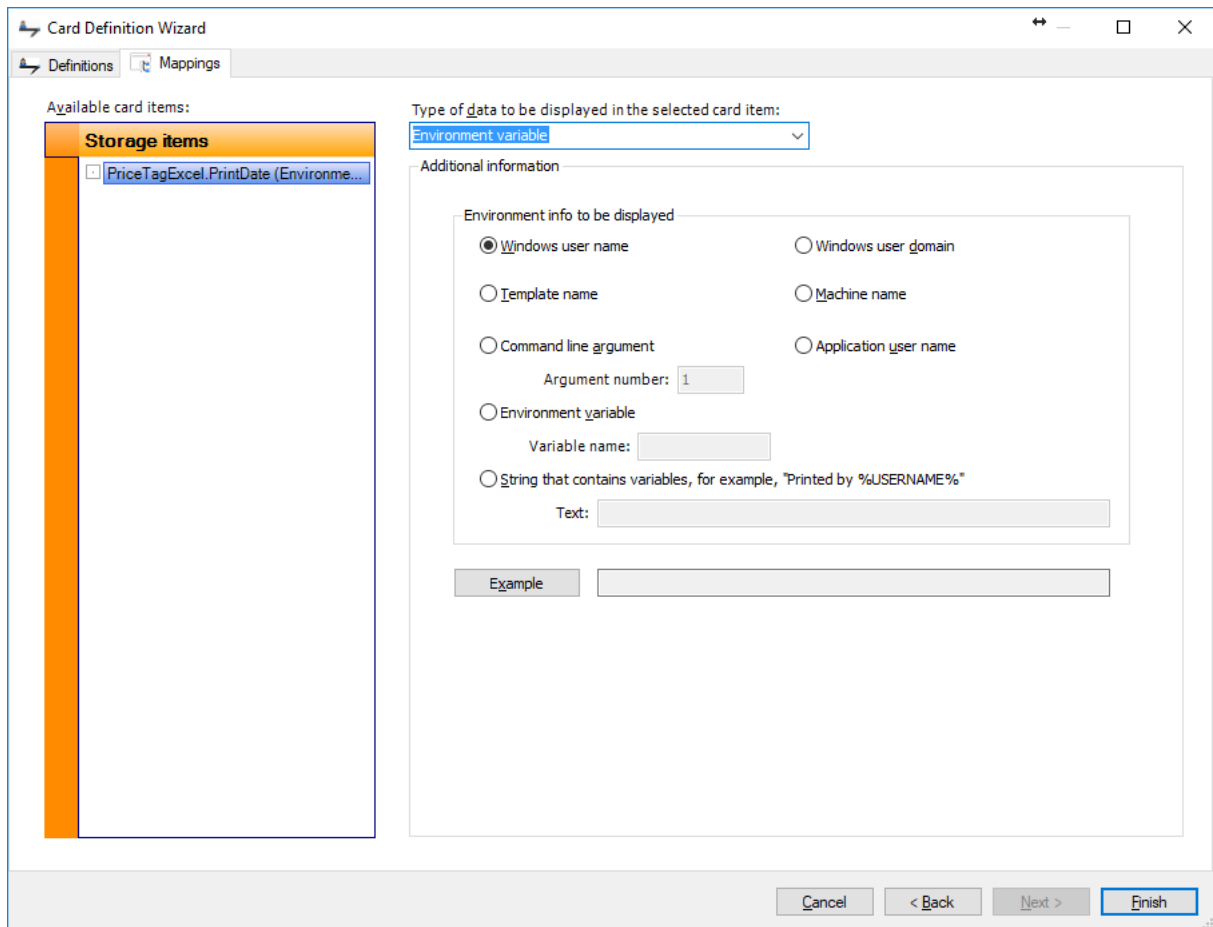 Card Definition Wizard
Definitions Mappings
Available card items:
Storage items
PriceTagExcel.PrintDate (Environme...
Type of data to be displayed in the selected card item:
Environment variable
Additional information
Environment info to be displayed
Windows user name Windows user domain
Template name Machine name
Command line argument Application user name
Argument number: 1
Environment variable
Variable name:
String that contains variables, for example, "Printed by %USERNAME%"
Text:
Example
Cancel < Back Next > Finish